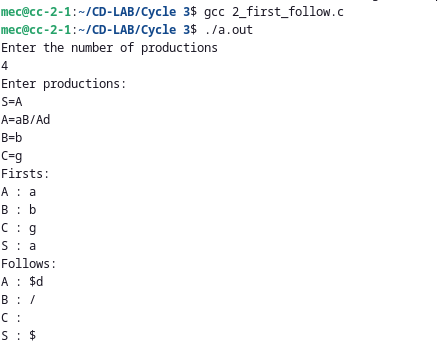 mec@cc-2-1:~/CD-LAB/Cycle 3$ gcc 2_first_follow.c
mec@cc-2-1:~/CD-LAB/Cycle 3$ ./a.out
Enter the number of productions
4
Enter productions:
S=A
A=aB/Ad
B=b
C=g
Firsts:
A : a
B : b
C : g
S : a
Follows:
A : $d
B : /
C :
S : $